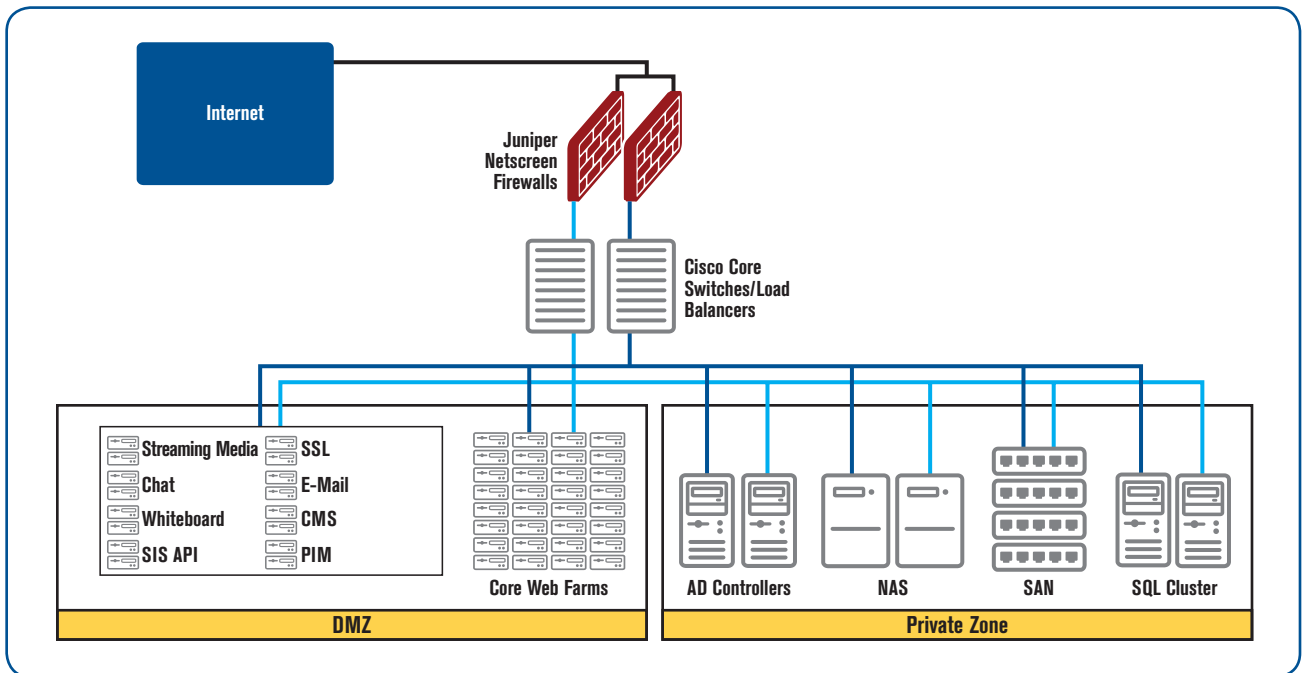 Internet
Juniper
Netscreen
Firewalls
Cisco Core
Switches/Load
Balancers
Streaming Media
SSL
Chat
E-Mail
Whiteboard
CMS
SIS API
PIM
Core Web Farms
AD Controllers
NAS
SAN
SQL Cluster
DMZ
Private Zone